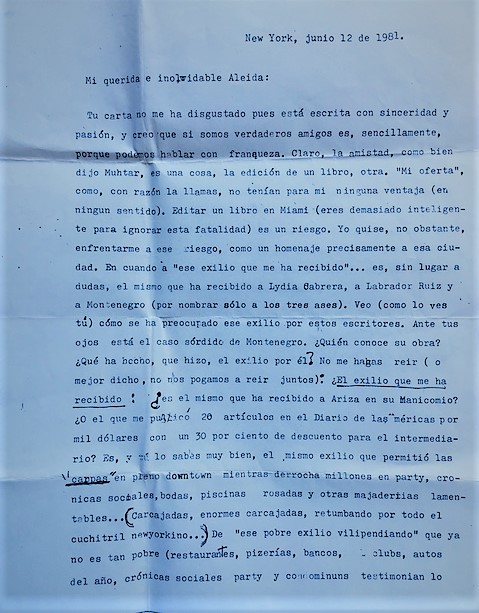 New York, junio 12 de 1981.
Mi querida e inolvidable Aleida:
Tu carta no me ha disgustado pues está escrita con sinceridad y
pasión, y creo que si somos verdaderos amigos es, sencillamente,
porque podemos hablar con franqueza. Claro, la amistad, como bien
dijo Muhtar, es una cosa, la edición de un libro, otra. "Mi oferta",
como, con razón la llamas, no tenían para mi ninguna ventaja (en
ningun sentido). Editar un libro en Miami (eres demasiado inteligen-
te para ignorar esta fatalidad) es un riesgo. Yo quise, no obstante,
enfrentarme a ese riesgo, como un homenaje precisamente a esa ciu-
dad. En cuando a "ese exilio que me ha recibido"... es, sin lugar a
dudas, el mismo que ha recibido a Lydia Cabrera, a Labrador Ruiz y
a Montenegro (por nombrar sólo a los tres ases). Veo (como lo ves
tú) cómo se ha preocupado ese exilio por estos escritores. Ante tus
ojos está el caso sórdido de Montenegro. ¿Quién conoce su obra?
¿Qué ha hecho, que hizo, el exilio por él? No me hagas reir ( o
mejor dicho, no nos pogamos a reir juntos)! ¿El exilio que me ha
recibido ! ¿es el mismo que ha recibido a Ariza en su Manicomio?
¿O el que me publicó 20 artículos en el Diario de las Américas por
mil dólares con un 30 por ciento de descuento para el intermedia-
rio? Es, y tú lo sabes muy bien, el mismo exilio que permitió las
"carpas" en pleno downtown mientras derrocha millones en party, cro-
nicas sociales, bodas, piscinas rosadas y otras majaderias lamen-
tables...(Carcajadas, enormes carcajadas, retumbando por todo el
cuchitril newyorkino...) De "ese pobre exilio vilipendiando" que ya
no es tan pobre (restaurantes, pizerías, bancos, clubs, autos
del año, crónicas sociales party y condominuns testimonian lo